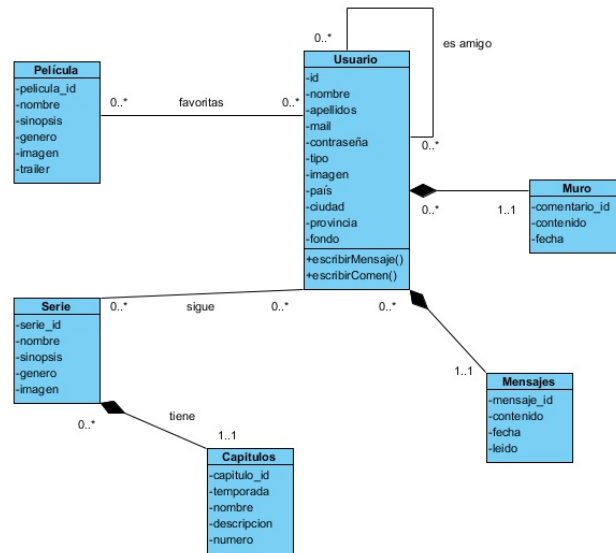 Película
-pelicula_id
-nombre
-sinopsis
-genero
-imagen
-trailer
0..*
favoritas
0..*
0..*
es amigo
0..*
Usuario
-id
-nombre
-apellidos
-mail
-contraseña
-tipo
-imagen
-país
-ciudad
-provincia
-fondo
+escribirMensaje()
+escribirComen()
0..*
1..1
Muro
-comentario_id
-contenido
-fecha
Serie
-serie_id
-nombre
-sinopsis
-genero
-imagen
0..*
sigue
0..*
0..*
1..1
Mensajes
-mensaje_id
-contenido
-fecha
-leido
0..*
tiene
1..1
Capitulos
-capitulo_id
-temporada
-nombre
-descripcion
-numero